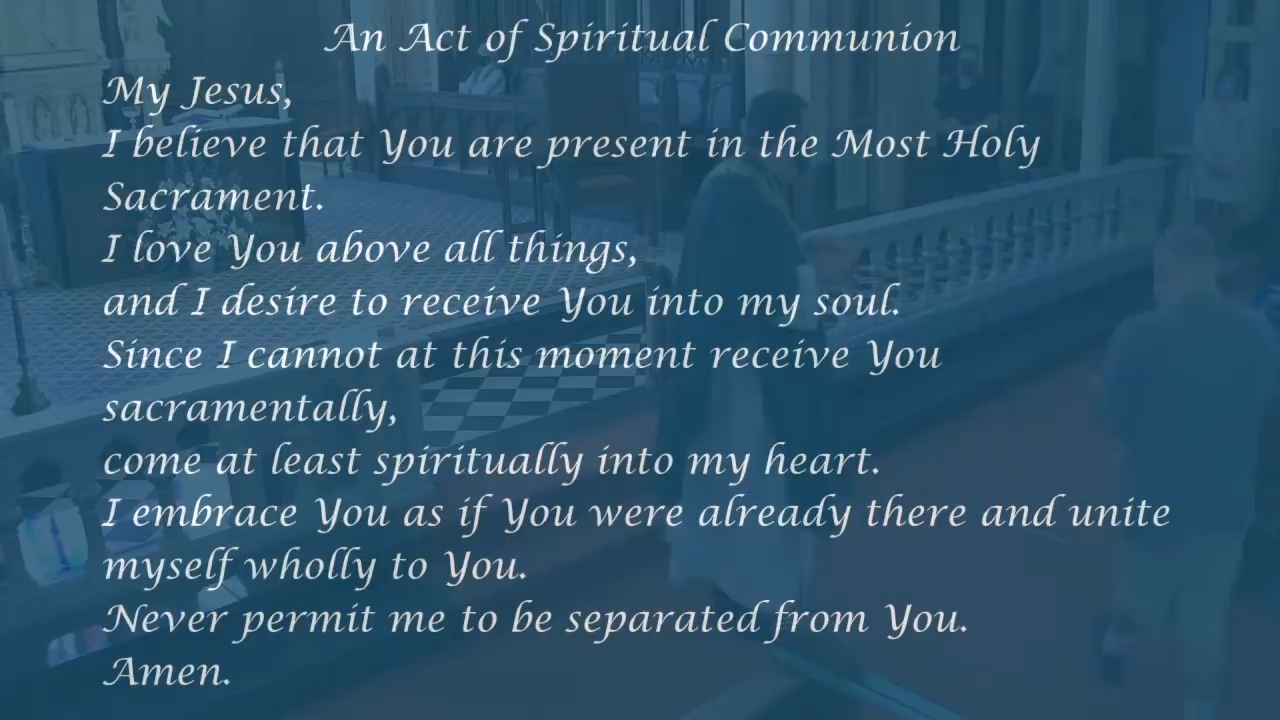 An Act of Spiritual Communion
My Jesus,
I believe that You are present in the Most Holy
Sacrament.
I love You above all things,
and I desire to receive You into my soul.
Since I cannot at this moment receive You
sacramentally,
come at least spiritually into my heart.
I embrace You as if You were already there and unite
myself wholly to You.
Never permit me to be separated from You.
Amen.